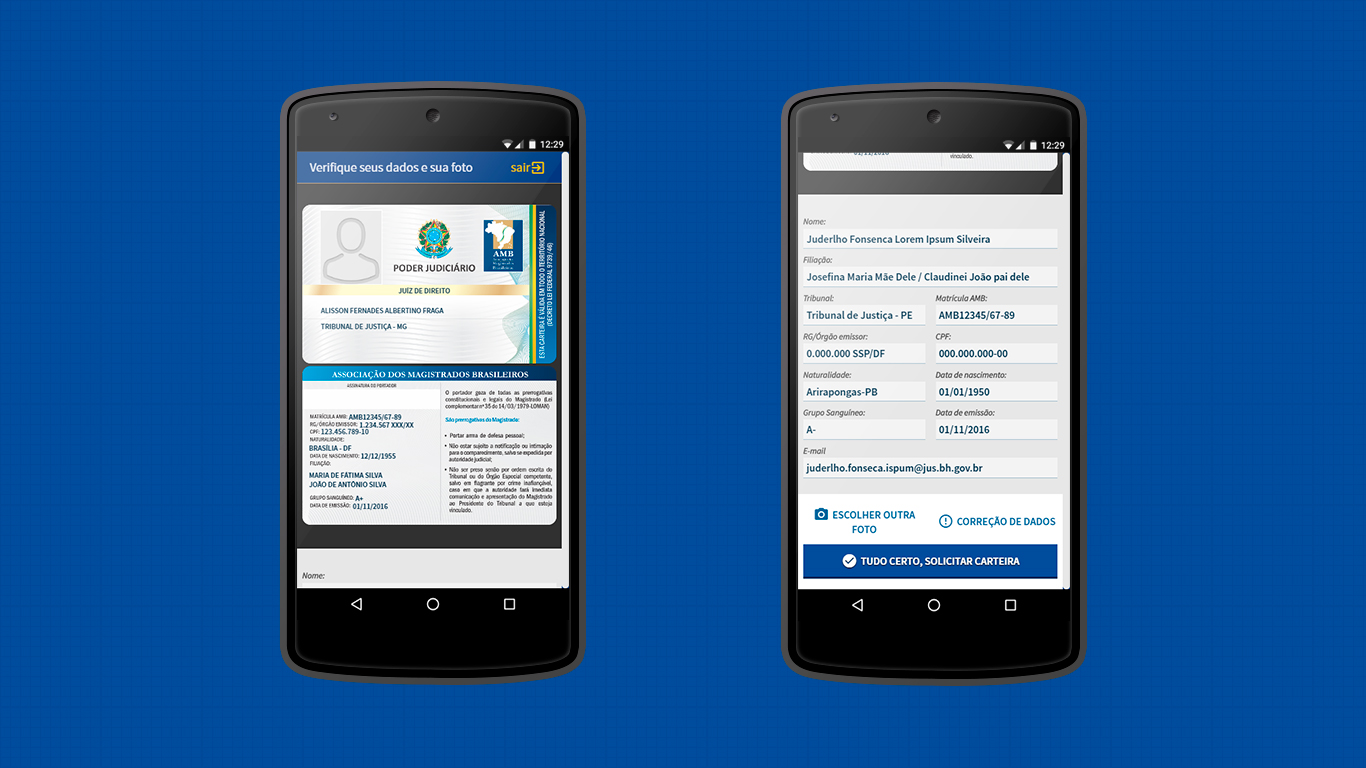 12:29
Verifique seus dados e sua foto
sair
PODER JUDICIÁRIO
AMB
JUÍZ DE DIREITO
ALISSON FERNADES ALBERTINO FRAGA
TRIBUNAL DE JUSTIÇA - MG
ESTA CARTEIRA É VÁLIDA EM TODO O TERRITÓRIO NACIONAL
(DECRETO LEI FEDERAL 9739/46)
ASSOCIAÇÃO DOS MAGISTRADOS BRASILEIROS
ASSINATURA DO PORTADOR
MATRÍCULA AMB: AMB12345/67-89
RG/ÓRGÃO EMISSOR: 1.234.567 XXX/XX
CPF: 123.456.789-10
NATURALIDADE:
BRASÍLIA - DF
DATA DE NASCIMENTO: 12/12/1955
FILIAÇÃO:
MARIA DE FÁTIMA SILVA
JOÃO DE ANTÔNIO SILVA
GRUPO SANGUÍNEO: A+
DATA DE EMISSÃO: 01/11/2016
O portador goza de todas as prerrogativas
constitucionais e legais do Magistrado (Lei
complementar nº 35 de 14/03/1979-LOMAN)
São prerrogativas do Magistrado:
• Portar arma de defesa pessoal;
• Não estar sujeito a notificação ou intimação
para o comparecimento, salvo se expedida por
autoridade judicial;
• Não ser preso senão por ordem escrita do
Tribunal ou do Órgão Especial competente,
salvo em flagrante por crime inafiançável,
caso em que a autoridade fará imediata
comunicação e apresentação do Magistrado
ao Presidente do Tribunal a que esteja
vinculado.
Nome:
12:29
01/11/2016
vinculado.
Nome:
Juderlho Fonsenca Lorem Ipsum Silveira
Filiação:
Josefina Maria Mãe Dele / Claudinei João pai dele
Tribunal:
Tribunal de Justiça - PE
Matrícula AMB:
AMB12345/67-89
RG/Órgão emissor:
0.000.000 SSP/DF
CPF:
000.000.000-00
Naturalidade:
Arirapongas-PB
Data de nascimento:
01/01/1950
Grupo Sanguíneo:
A-
Data de emissão:
01/11/2016
E-mail
juderlho.fonseca.ispum@jus.bh.gov.br
ESCOLHER OUTRA
FOTO
CORREÇÃO DE DADOS
TUDO CERTO, SOLICITAR CARTEIRA